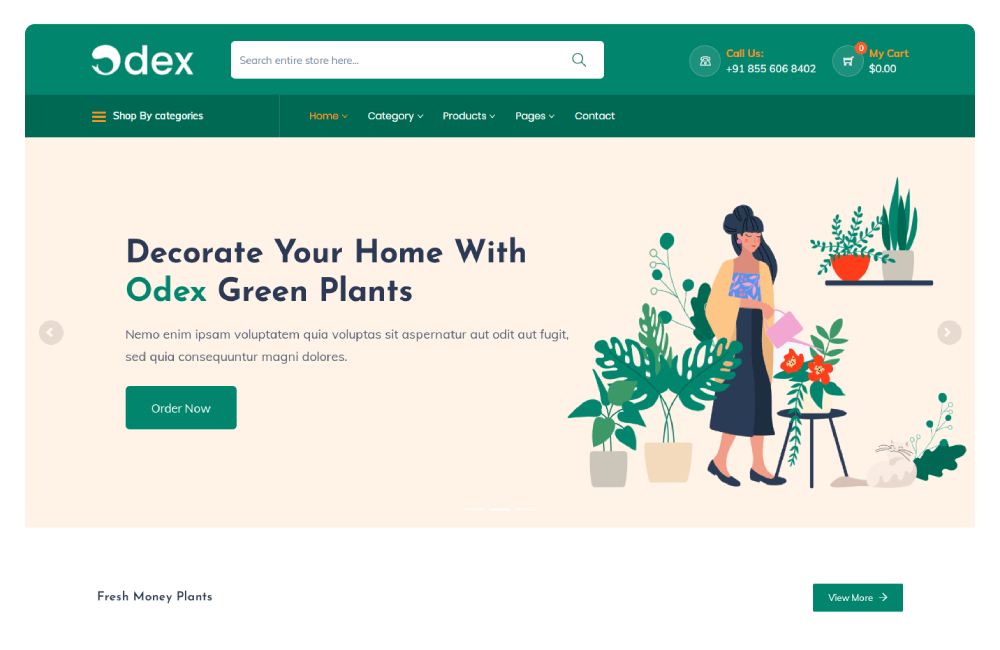 Odex
Search entire store here...
Call Us:
+91 855 606 8402
0
My Cart
$0.00
Shop By categories
Home
Category
Products
Pages
Contact
Decorate Your Home With
Odex Green Plants
Nemo enim ipsam voluptatem quia voluptas sit aspernatur aut odit aut fugit,
sed quia consequuntur magni dolores.
Order Now
Fresh Money Plants
View More